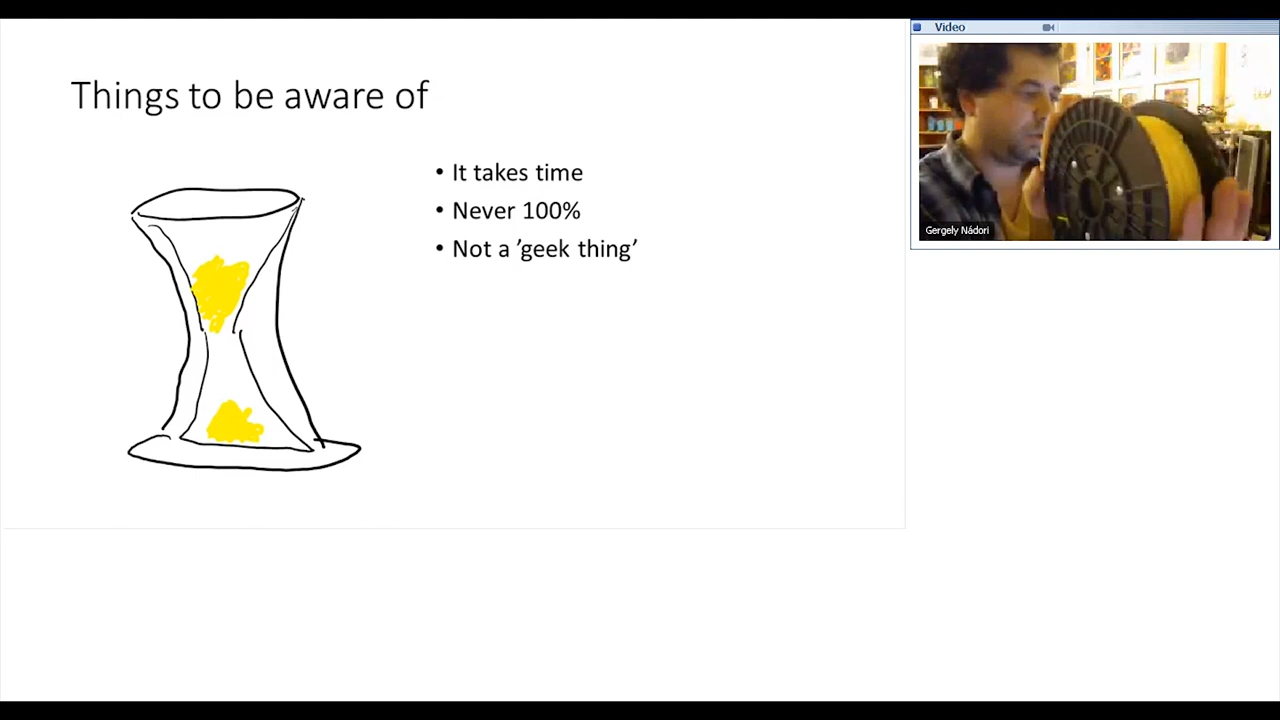 Video
Things to be aware of
• It takes time
• Never 100%
• Not a ’geek thing’
Gergely Nádori